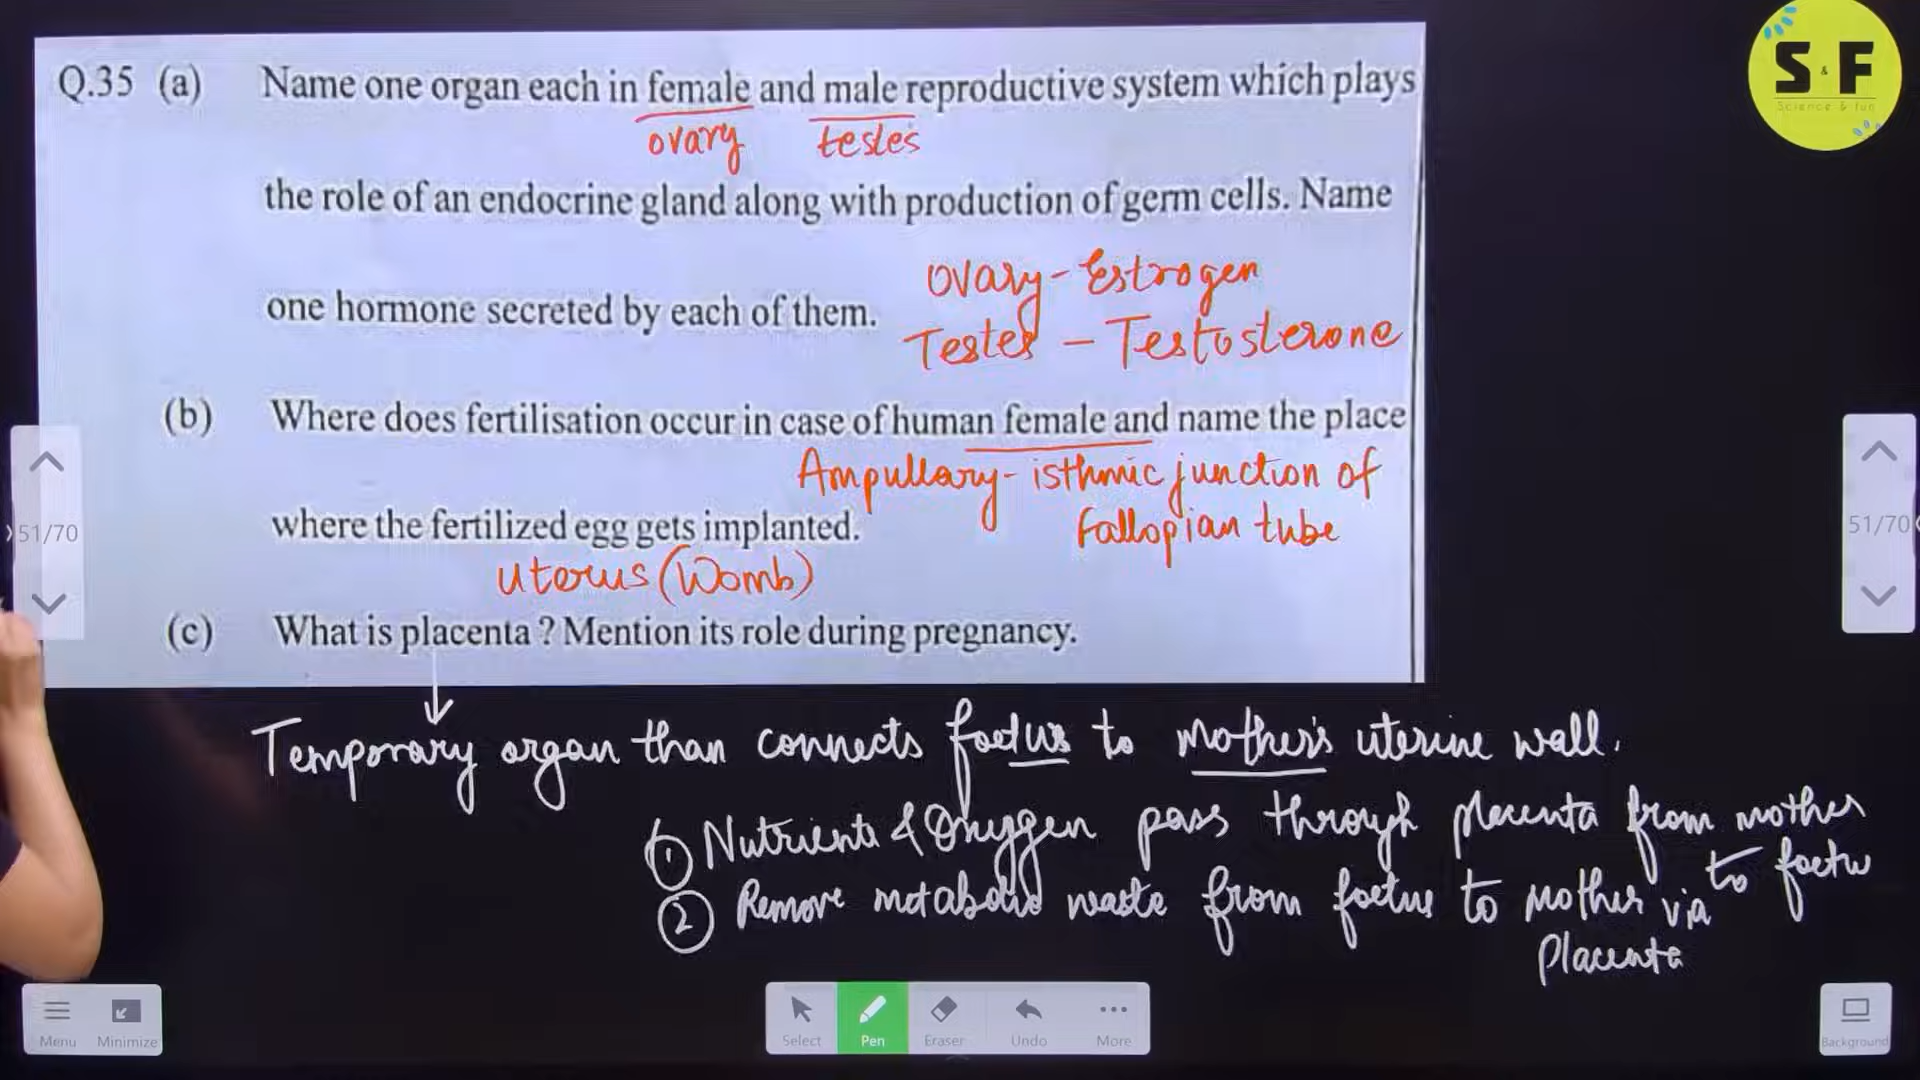 S & F
Science & fun
Q.35 (a) Name one organ each in female and male reproductive system which plays
ovary testes
the role of an endocrine gland along with production of germ cells. Name
Ovary - Estrogen
one hormone secreted by each of them.
Testes - Testosterone
(b) Where does fertilisation occur in case of human female and name the place
Ampullary - isthmic junction of
where the fertilized egg gets implanted.
fallopian tube
Uterus (Womb)
(c) What is placenta ? Mention its role during pregnancy.
51/70
51/70
Temporary organ than connects foetus to mother's uterine wall.
① Nutrients & Oxygen pass through placenta from mother
to foetus
② Remove metabolic waste from foetus to mother via
Placenta
Menu Minimize Select Pen Eraser Undo More Background